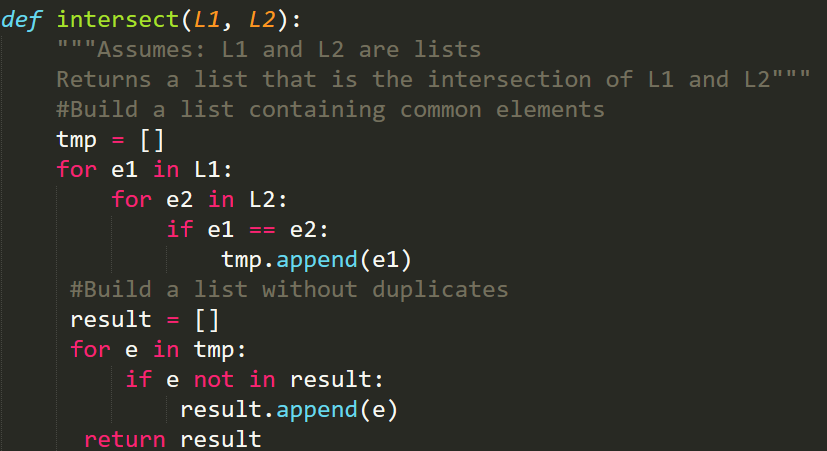 def intersect(L1, L2):
    """Assumes: L1 and L2 are lists
    Returns a list that is the intersection of L1 and L2"""
    #Build a list containing common elements
    tmp = []
    for e1 in L1:
        for e2 in L2:
            if e1 == e2:
                tmp.append(e1)
     #Build a list without duplicates
     result = []
     for e in tmp:
         if e not in result:
             result.append(e)
      return result